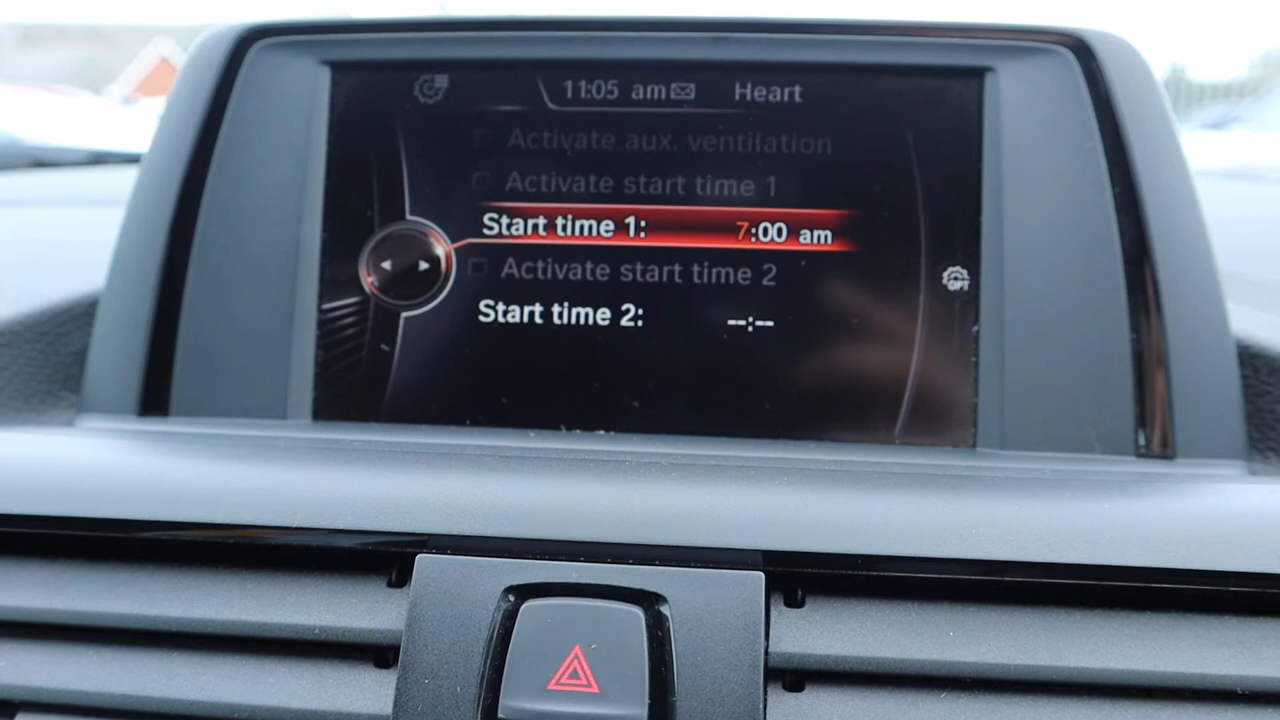 11:05 am Heart
Activate aux. ventilation
Activate start time 1
Start time 1: 7:00 am
Activate start time 2
Start time 2: --:--
OPT